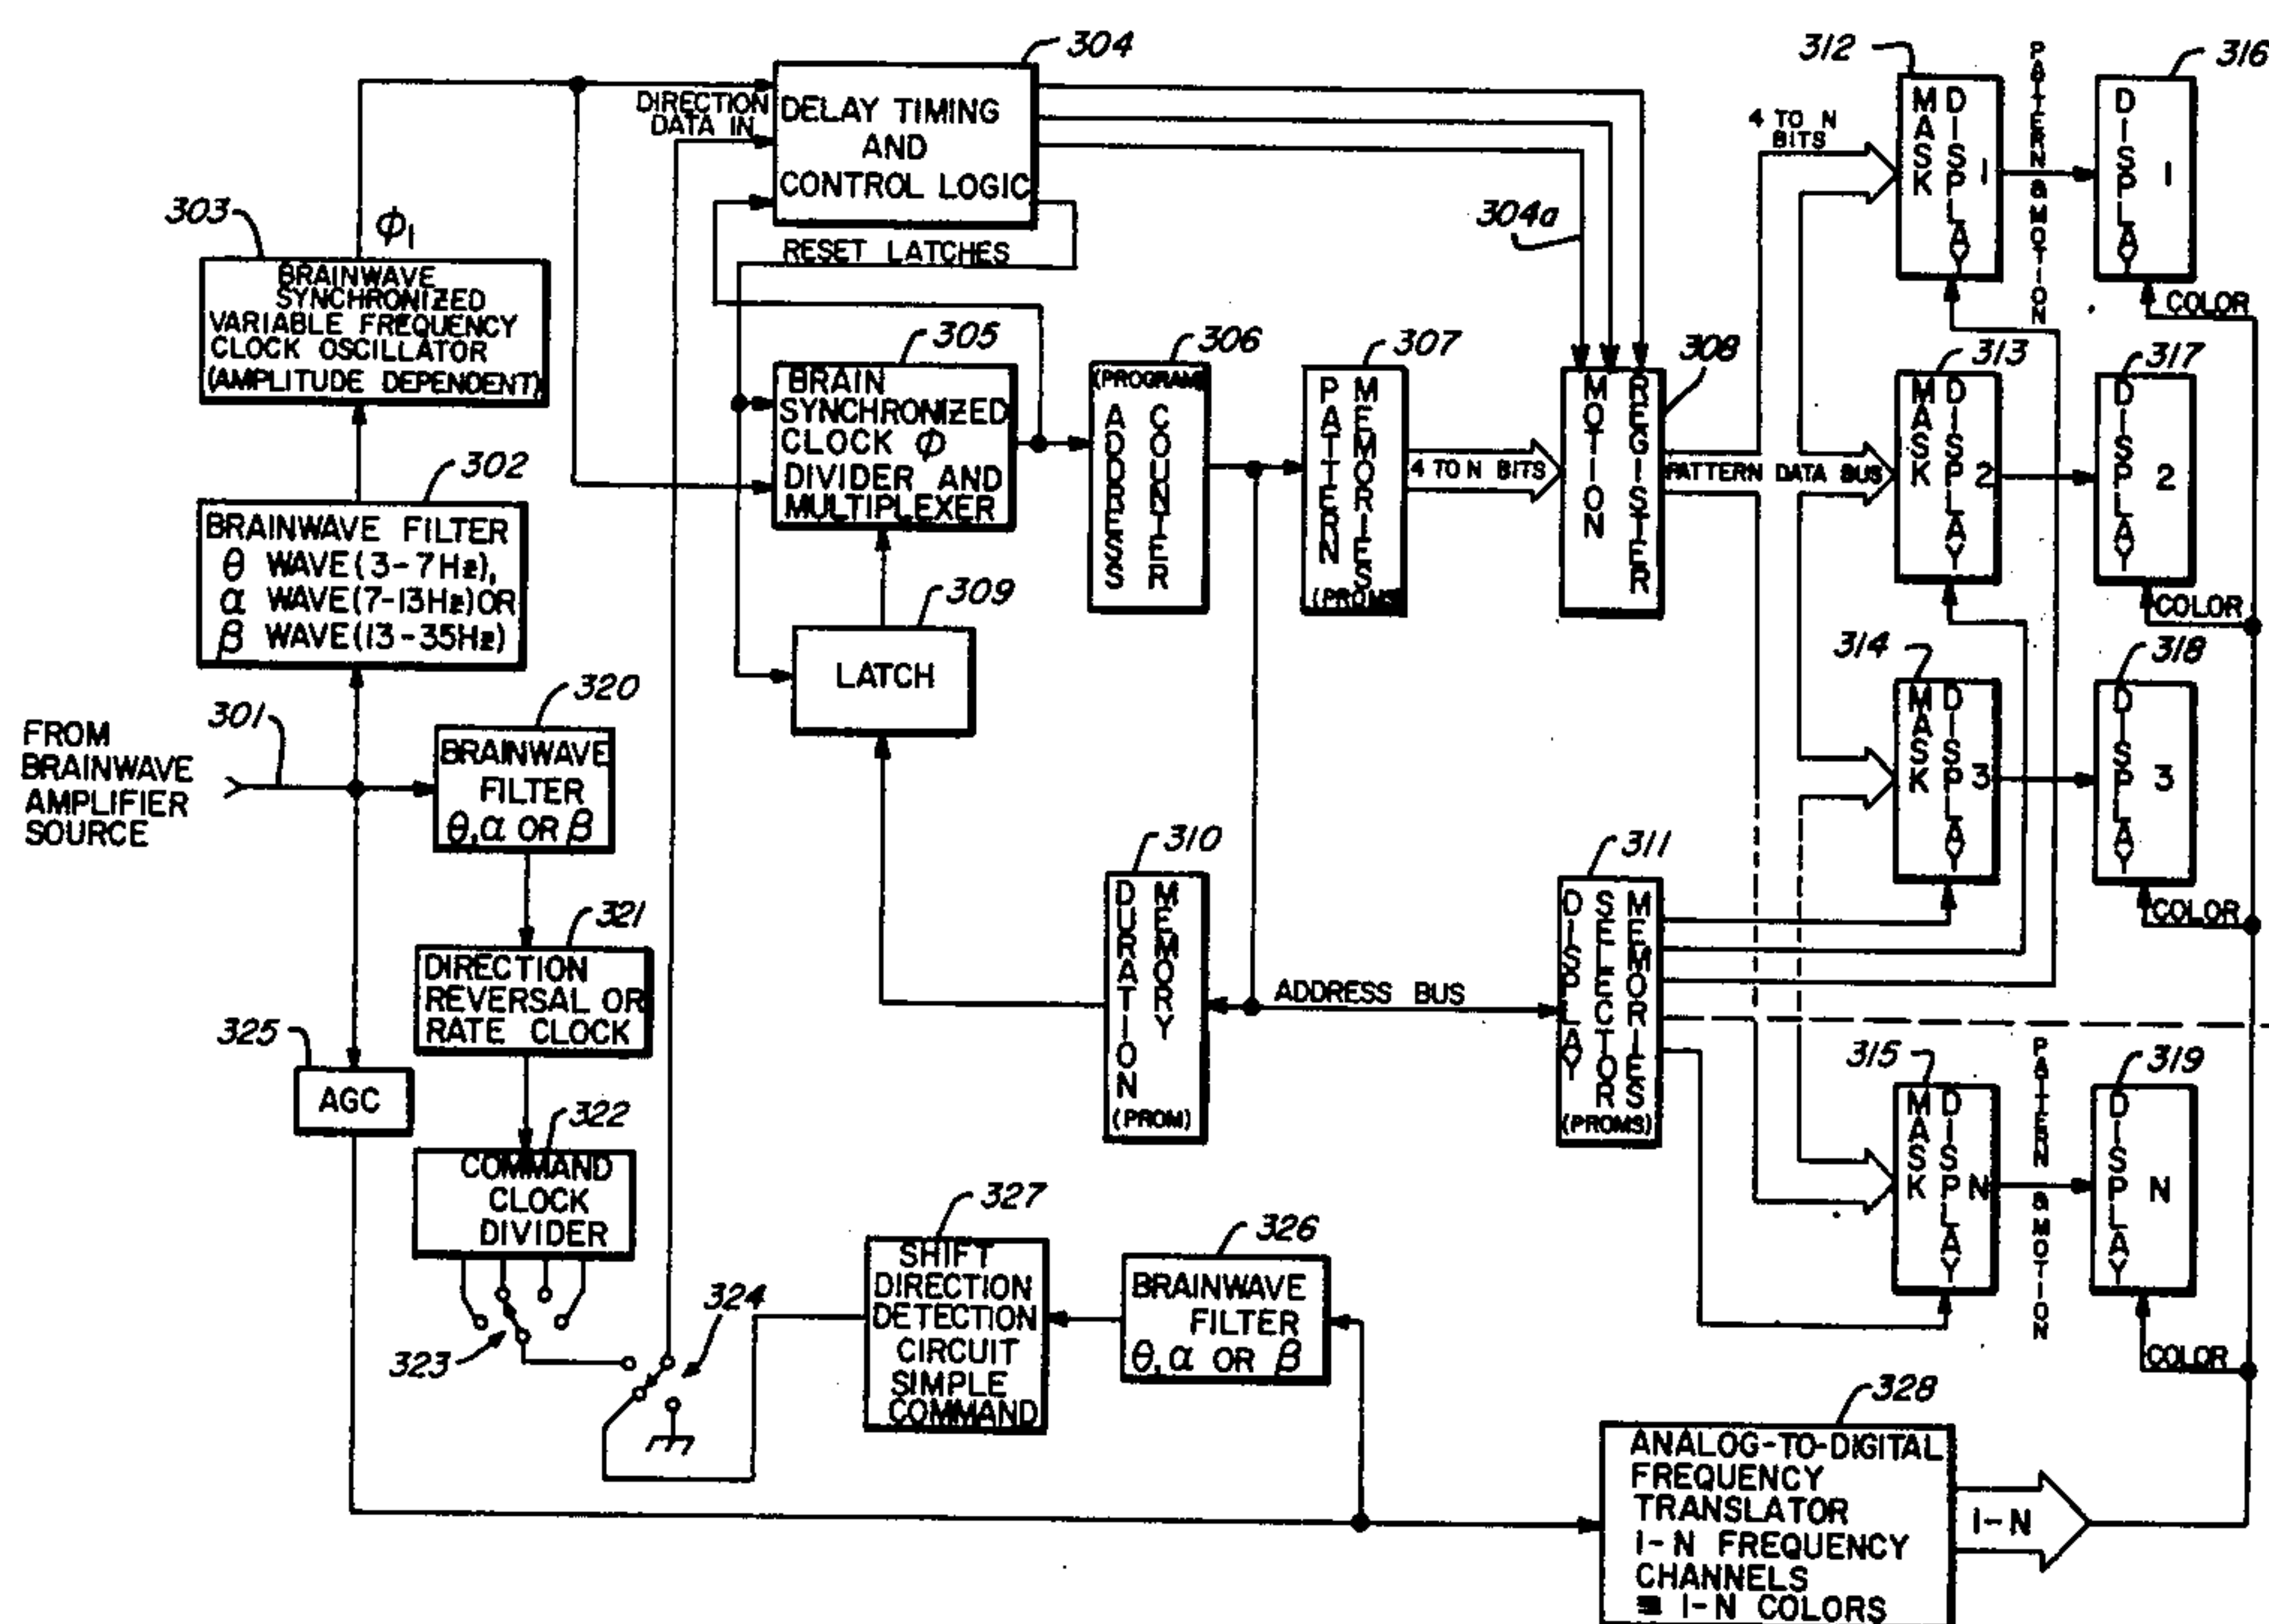 304
DELAY TIMING
AND
CONTROL LOGIC
DIRECTION
DATA IN
RESET LATCHES
304a
303
ϕ1
BRAINWAVE
SYNCHRONIZED
VARIABLE FREQUENCY
CLOCK OSCILLATOR
(AMPLITUDE DEPENDENT)
302
BRAINWAVE FILTER
θ WAVE (3-7Hz),
α WAVE (7-13Hz) OR
β WAVE (13-35Hz)
301
FROM
BRAINWAVE
AMPLIFIER
SOURCE
320
BRAINWAVE
FILTER
θ, α OR β
321
DIRECTION
REVERSAL OR
RATE CLOCK
322
COMMAND
CLOCK
DIVIDER
323
324
325
AGC
305
BRAIN
SYNCHRONIZED
CLOCK ϕ
DIVIDER AND
MULTIPLEXER
309
LATCH
306
(PROGRAM)
ADDRESS
COUNTER
307
PATTERN
MEMORIES
(PROMS)
4 TO N BITS
308
MOTION
REGISTER
PATTERN DATA BUS
4 TO N
BITS
310
DURATION
MEMORY
(PROM)
ADDRESS BUS
311
DISPLAY
SELECTOR
MEMORIES
(PROMS)
312
MASK
DISPLAY 1
PATTERN & MOTION
316
DISPLAY
1
COLOR
313
MASK
DISPLAY 2
317
DISPLAY
2
COLOR
314
MASK
DISPLAY 3
318
DISPLAY
3
COLOR
315
MASK
DISPLAY N
PATTERN & MOTION
319
DISPLAY
N
COLOR
327
SHIFT
DIRECTION
DETECTION
CIRCUIT
SIMPLE
COMMAND
326
BRAINWAVE
FILTER
θ, α OR β
328
ANALOG-TO-DIGITAL
FREQUENCY
TRANSLATOR
1-N FREQUENCY
CHANNELS
≡ 1-N COLORS
1-N